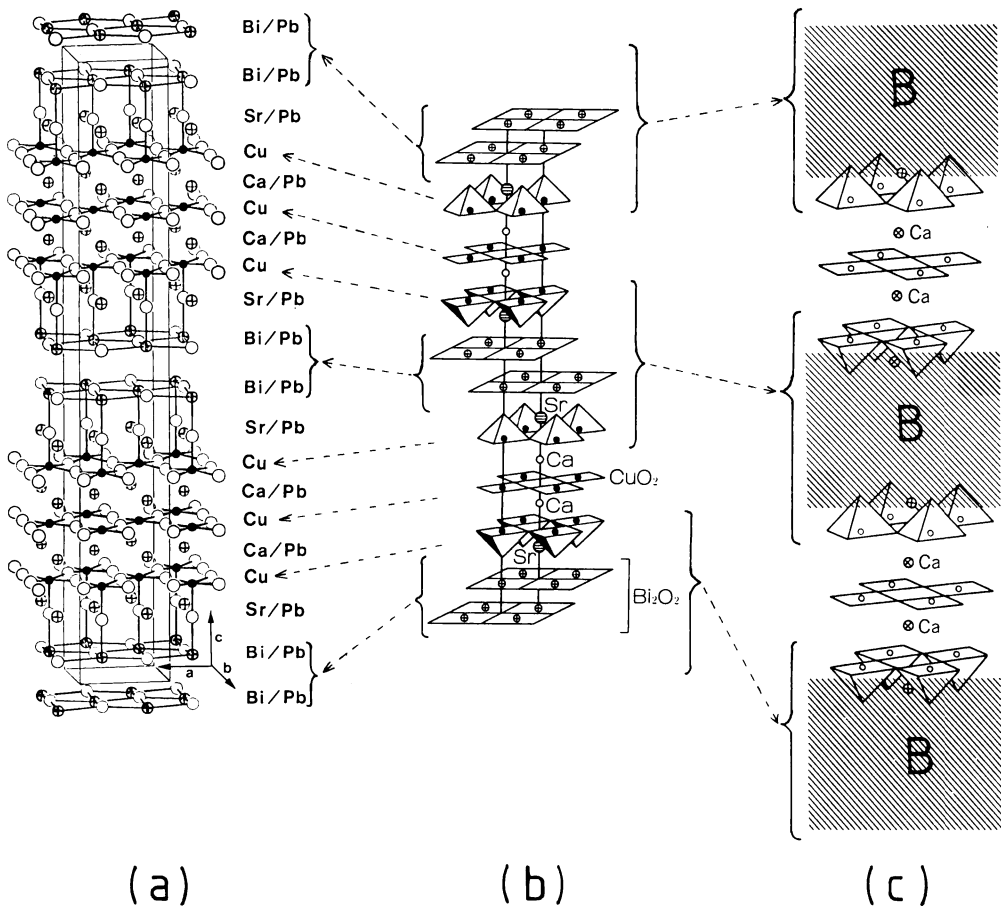 Bi/Pb
Bi/Pb
Sr/Pb
Cu
Ca/Pb
Cu
Ca/Pb
Cu
Sr/Pb
Bi/Pb
Bi/Pb
Sr/Pb
Cu
Ca/Pb
Cu
Ca/Pb
Cu
Sr/Pb
Bi/Pb
Bi/Pb
c
a
b
Sr
Ca
CuO₂
Ca
Sr
Bi₂O₂
B
Ca
Ca
B
Ca
Ca
B
(a)
(b)
(c)